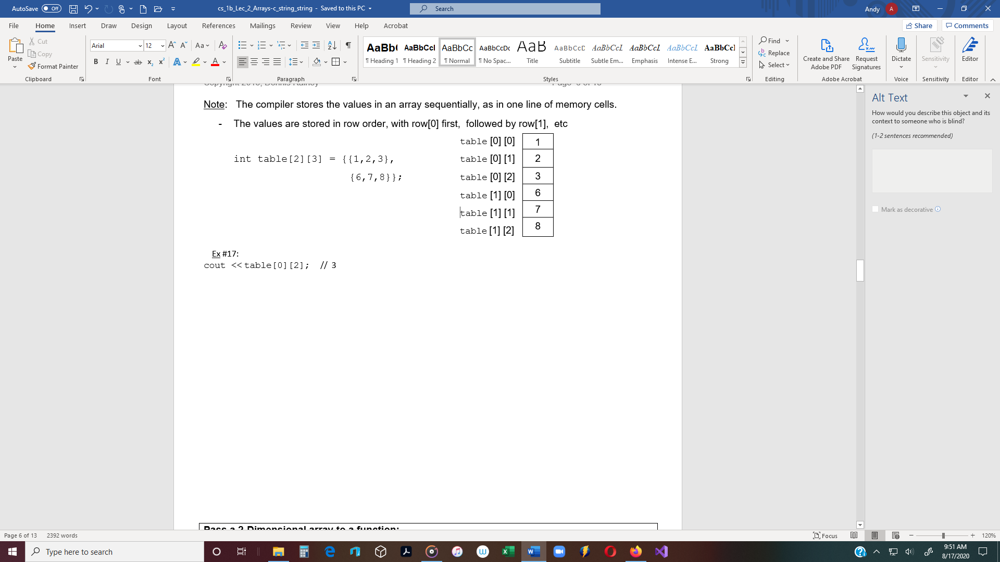 AutoSave Off cs_1b_Lec_2_Arrays-c_string_string - Saved to this PC Search Andy A
File Home Insert Draw Design Layout References Mailings Review View Help Acrobat Share Comments
Paste Cut Copy Format Painter
Clipboard
Arial 12
Font
Paragraph
AaBb( AaBbCcI AaBbCc AaBbCcDc AaB AaBbCcD AaBbCcL AaBbCcL AaBbCcI AaBbCcl
¶ Heading 1 ¶ Heading 2 ¶ Normal ¶ No Spac... Title Subtitle Subtle Em... Emphasis Intense E... Strong
Styles
Find
Replace
Select
Editing
Create and Share Adobe PDF
Request Signatures
Adobe Acrobat
Dictate
Voice
Sensitivity
Sensitivity
Editor
Editor
Note: The compiler stores the values in an array sequentially, as in one line of memory cells.
- The values are stored in row order, with row[0] first, followed by row[1], etc
table [0] [0] 1
int table[2][3] = {{1,2,3}, table [0] [1] 2
{6,7,8}}; table [0] [2] 3
table [1] [0] 6
table [1] [1] 7
table [1] [2] 8
Ex #17:
cout << table[0][2]; // 3
Pass a 2-Dimensional array to a function:
Alt Text
How would you describe this object and its
context to someone who is blind?
(1-2 sentences recommended)
Mark as decorative
Page 6 of 13 2392 words Focus 120%
Type here to search
9:51 AM
8/17/2020